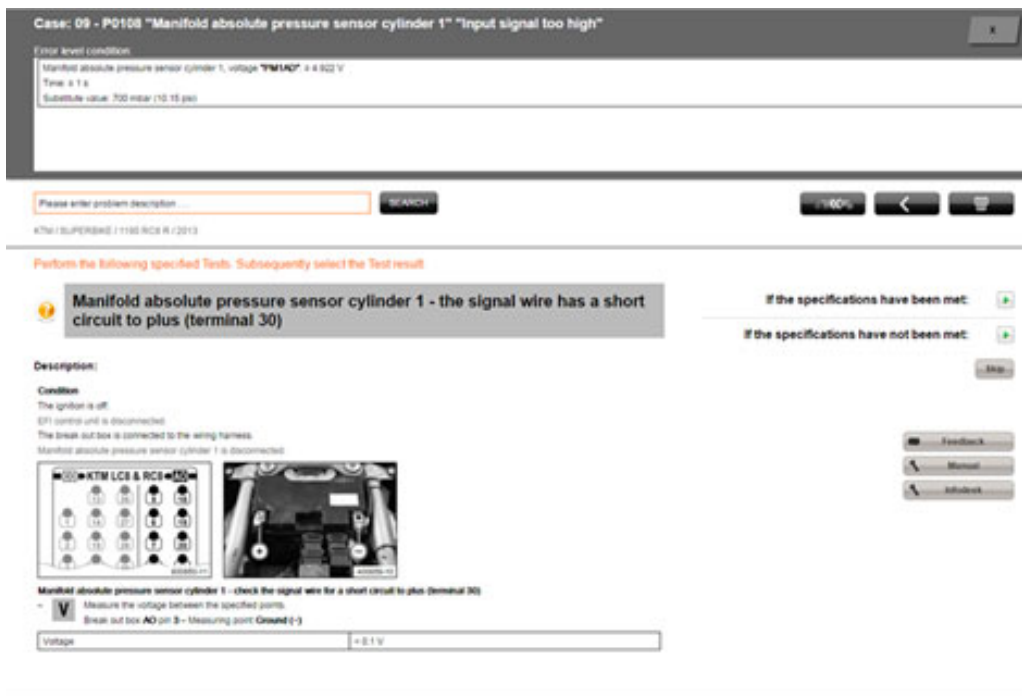 Case: 09 - P0108 "Manifold absolute pressure sensor cylinder 1" "Input signal too high"
x
Error level condition:
Manifold absolute pressure sensor cylinder 1, voltage "PM1AD": ≥ 4.922 V
Time: ≥ 1 s
Substitute value: 700 mbar (10.15 psi)
Please enter problem description ...
SEARCH
KTM / SUPERBIKE / 1190 RC8 R / 2013
Perform the following specified Tests. Subsequently select the Test result
Manifold absolute pressure sensor cylinder 1 - the signal wire has a short
circuit to plus (terminal 30)
If the specifications have been met:
If the specifications have not been met:
Skip
Description:
Condition
The ignition is off.
EFI control unit is disconnected.
The break out box is connected to the wiring harness.
Manifold absolute pressure sensor cylinder 1 is disconnected.
Feedback
Manual
Infodesk
KTM LC8 & RC8 AO
Manifold absolute pressure sensor cylinder 1 - check the signal wire for a short circuit to plus (terminal 30)
– V Measure the voltage between the specified points.
Break out box AO pin 3 – Measuring point Ground (–)
Voltage